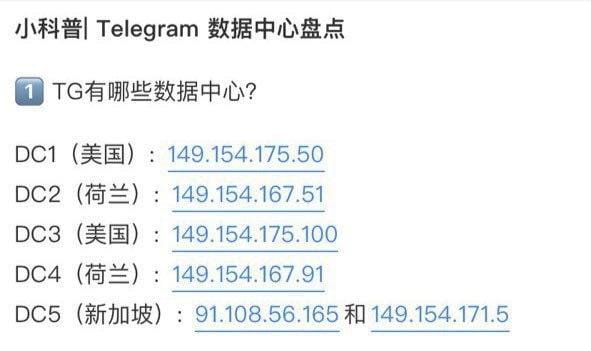 小科普| Telegram 数据中心盘点
1 TG有哪些数据中心？
DC1（美国）：149.154.175.50
DC2（荷兰）：149.154.167.51
DC3（美国）：149.154.175.100
DC4（荷兰）：149.154.167.91
DC5（新加坡）：91.108.56.165 和 149.154.171.5